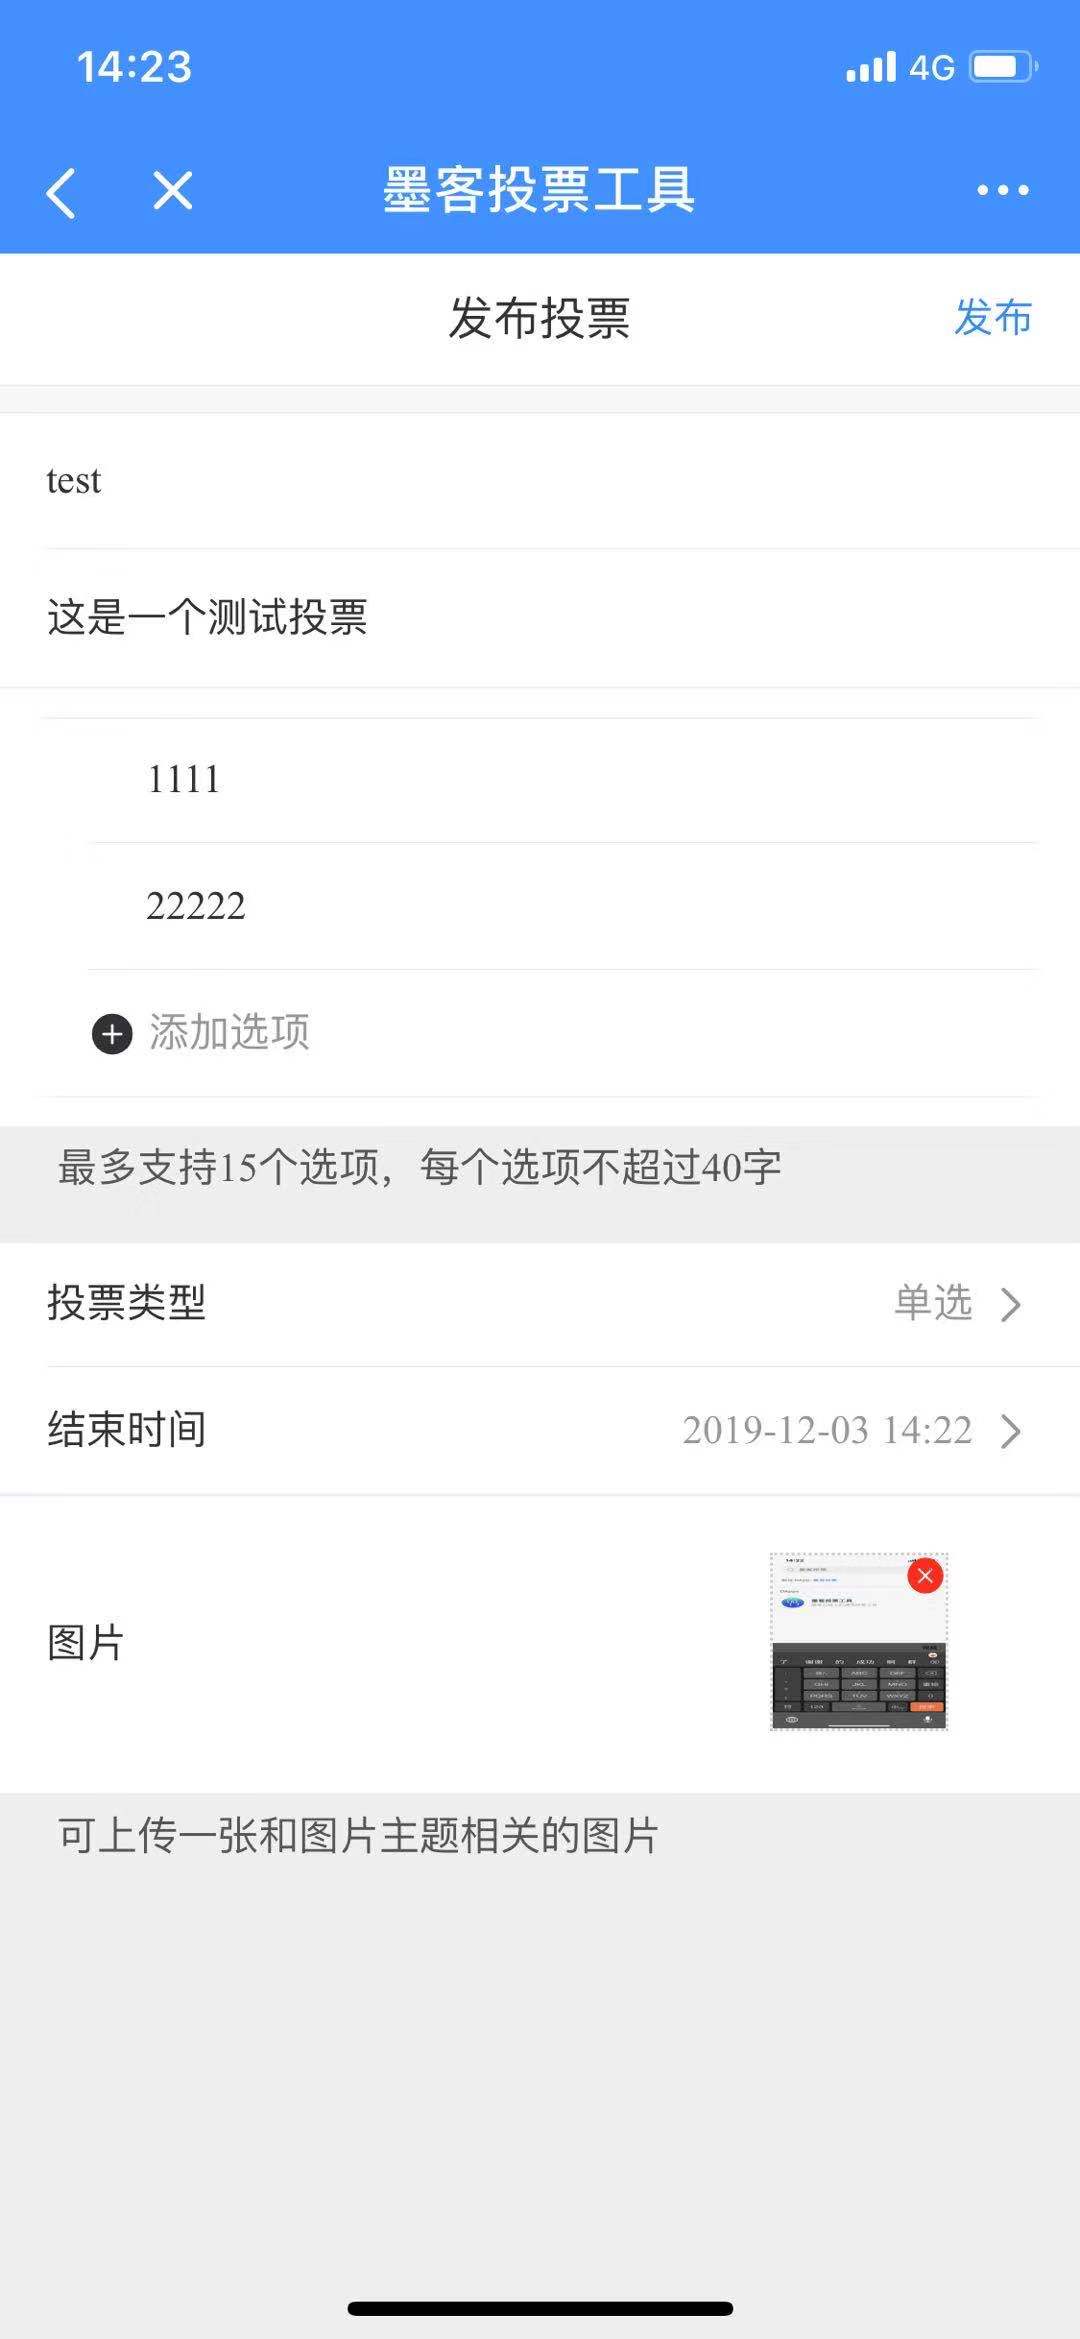 14:23 4G
墨客投票工具
发布投票 发布
test
这是一个测试投票
1111
22222
添加选项
最多支持15个选项，每个选项不超过40字
投票类型 单选
结束时间 2019-12-03 14:22
图片
可上传一张和图片主题相关的图片